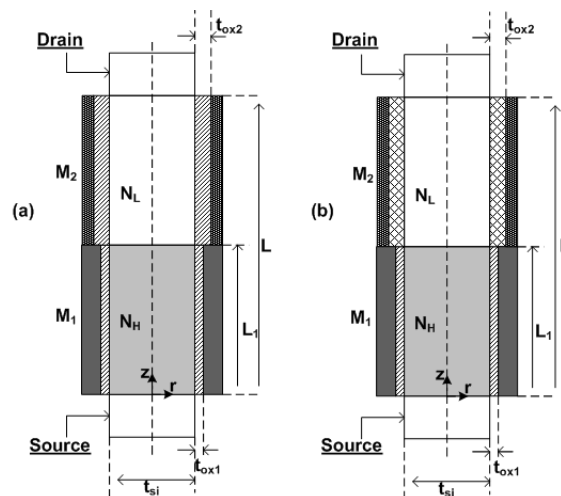 tox2
Drain
M2
NL
(a)
L
M1
NH
L1
z
r
Source
tox1
tsi
tox2
Drain
M2
NL
(b)
M1
NH
L1
z
r
Source
tox1
tsi